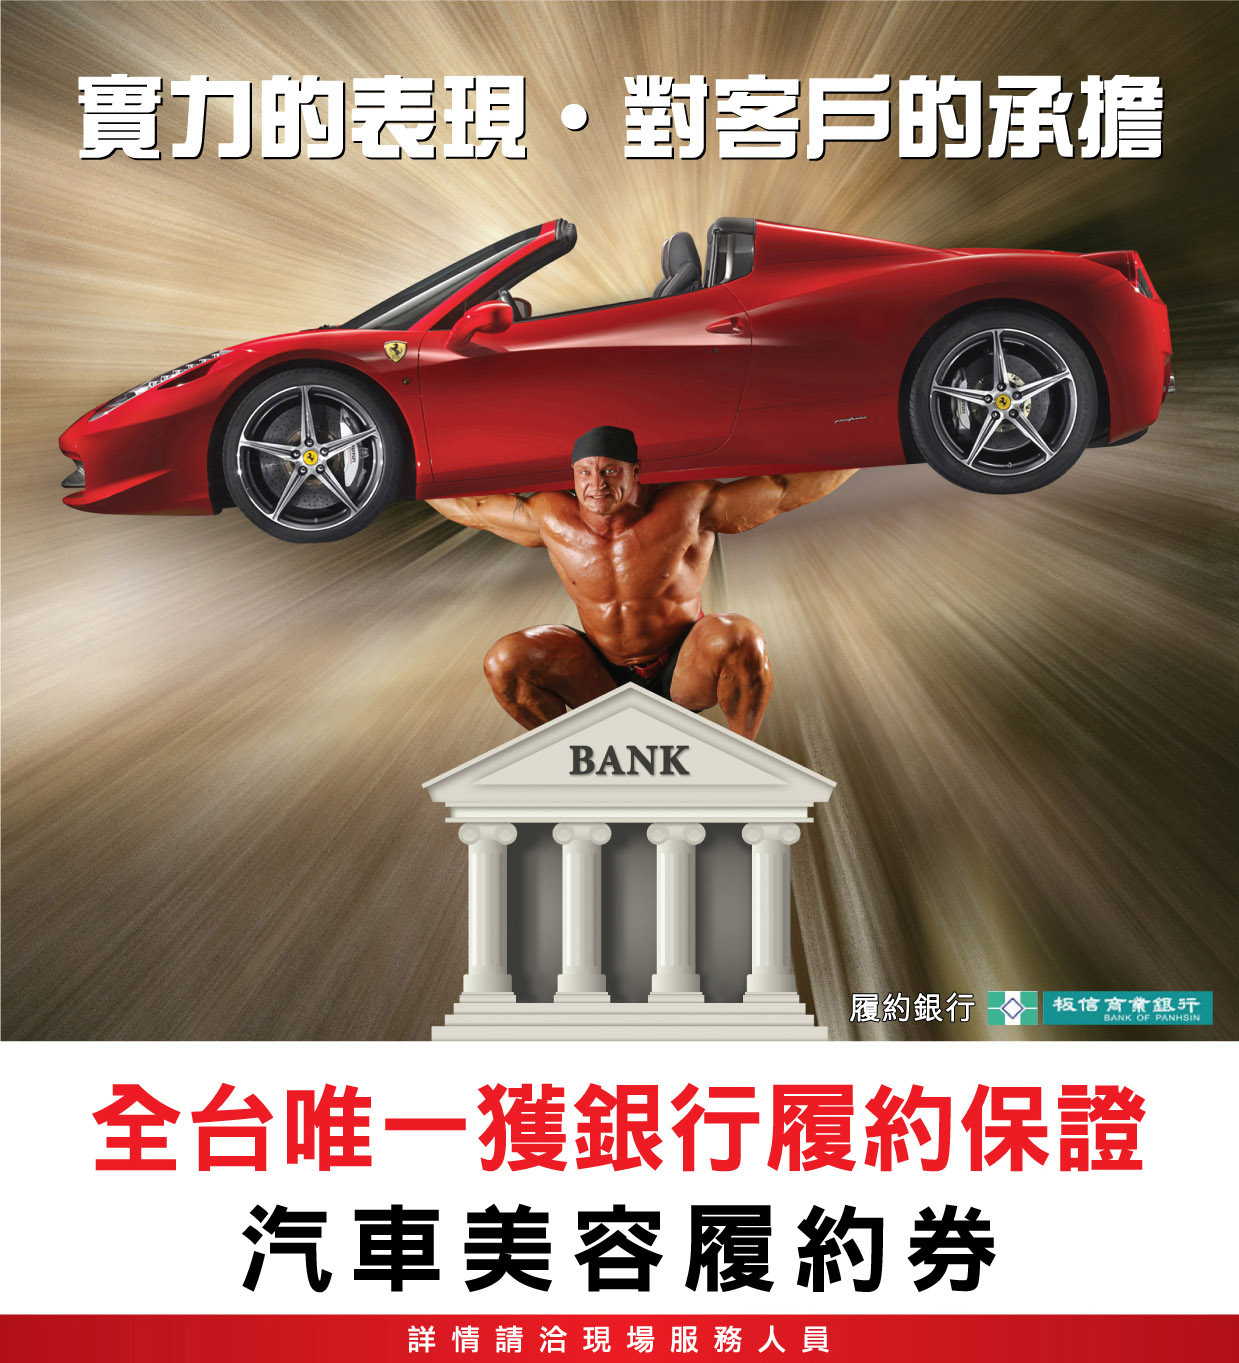 實力的表現・對客戶的承擔
BANK
履約銀行 板信商業銀行
BANK OF PANHSIN
全台唯一獲銀行履約保證
汽車美容履約券
詳情請洽現場服務人員